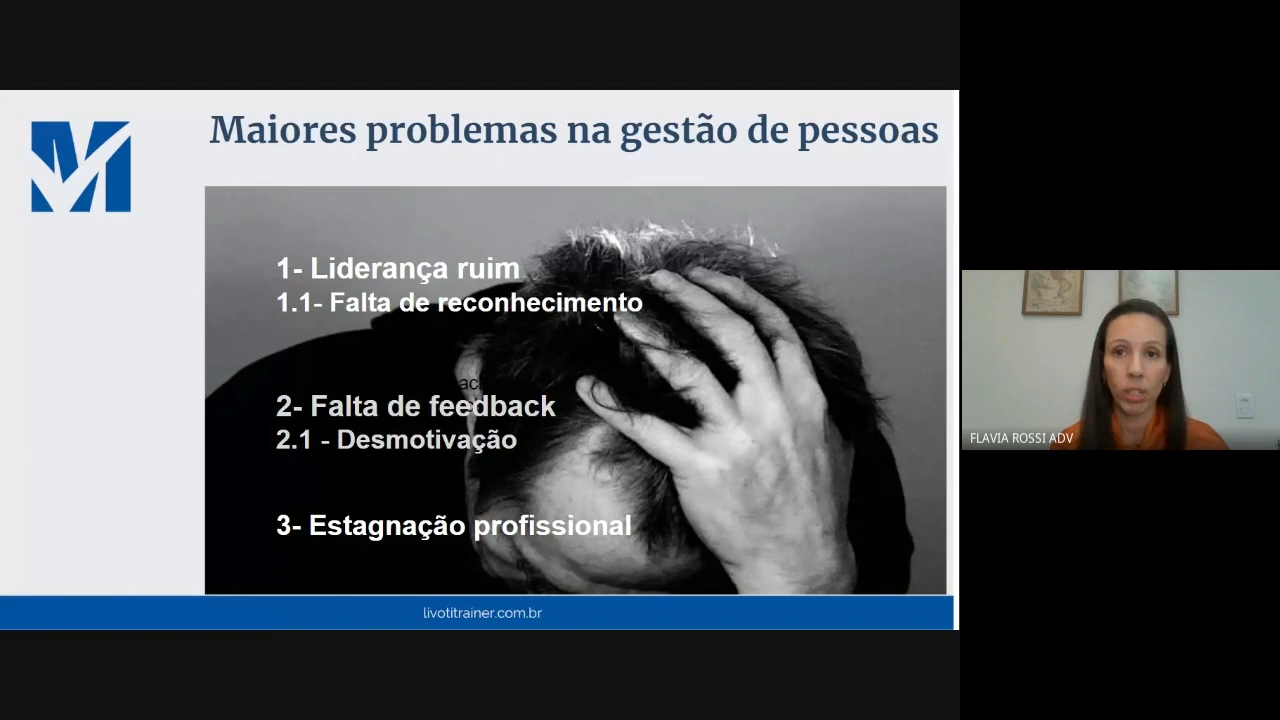 Maiores problemas na gestão de pessoas
1- Liderança ruim
1.1- Falta de reconhecimento
2- Falta de feedback
2.1 - Desmotivação
3- Estagnação profissional
livotitrainer.com.br
FLAVIA ROSSI ADV